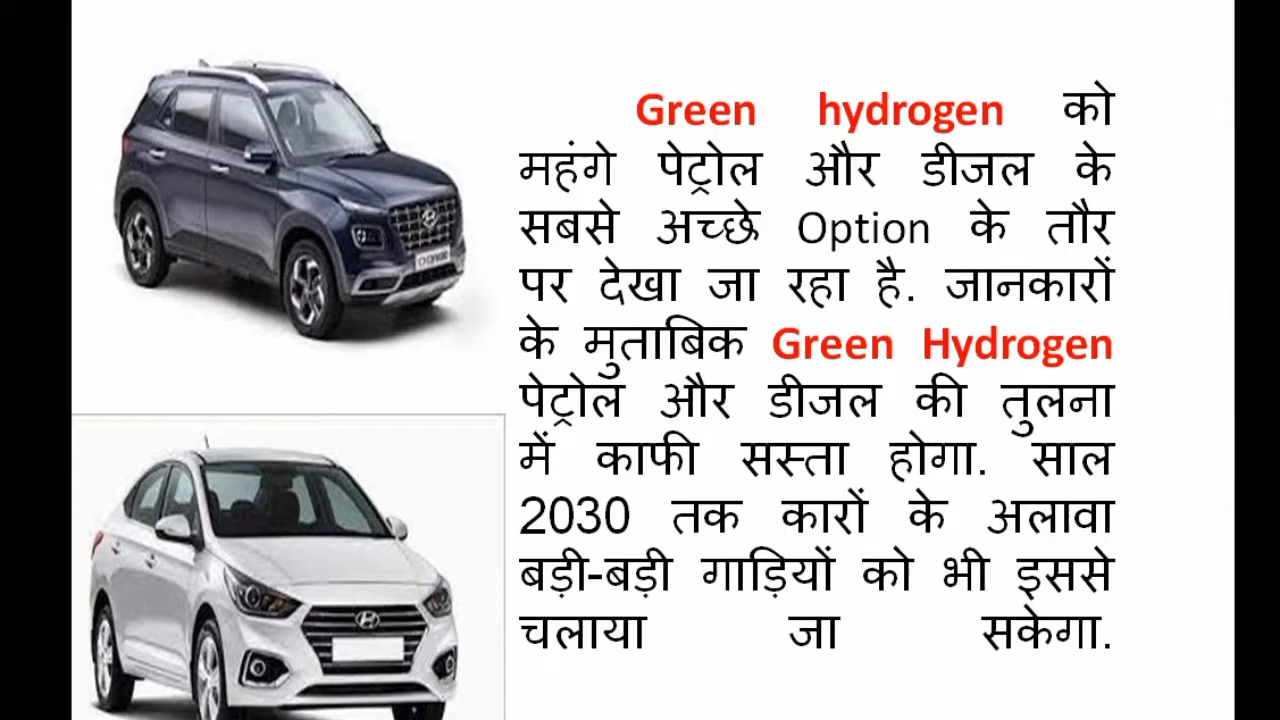 Green hydrogen को
महंगे पेट्रोल और डीजल के
सबसे अच्छे Option के तौर
पर देखा जा रहा है. जानकारों
के मुताबिक Green Hydrogen
पेट्रोल और डीजल की तुलना
में काफी सस्ता होगा. साल
2030 तक कारों के अलावा
बड़ी-बड़ी गाड़ियों को भी इससे
चलाया जा सकेगा.